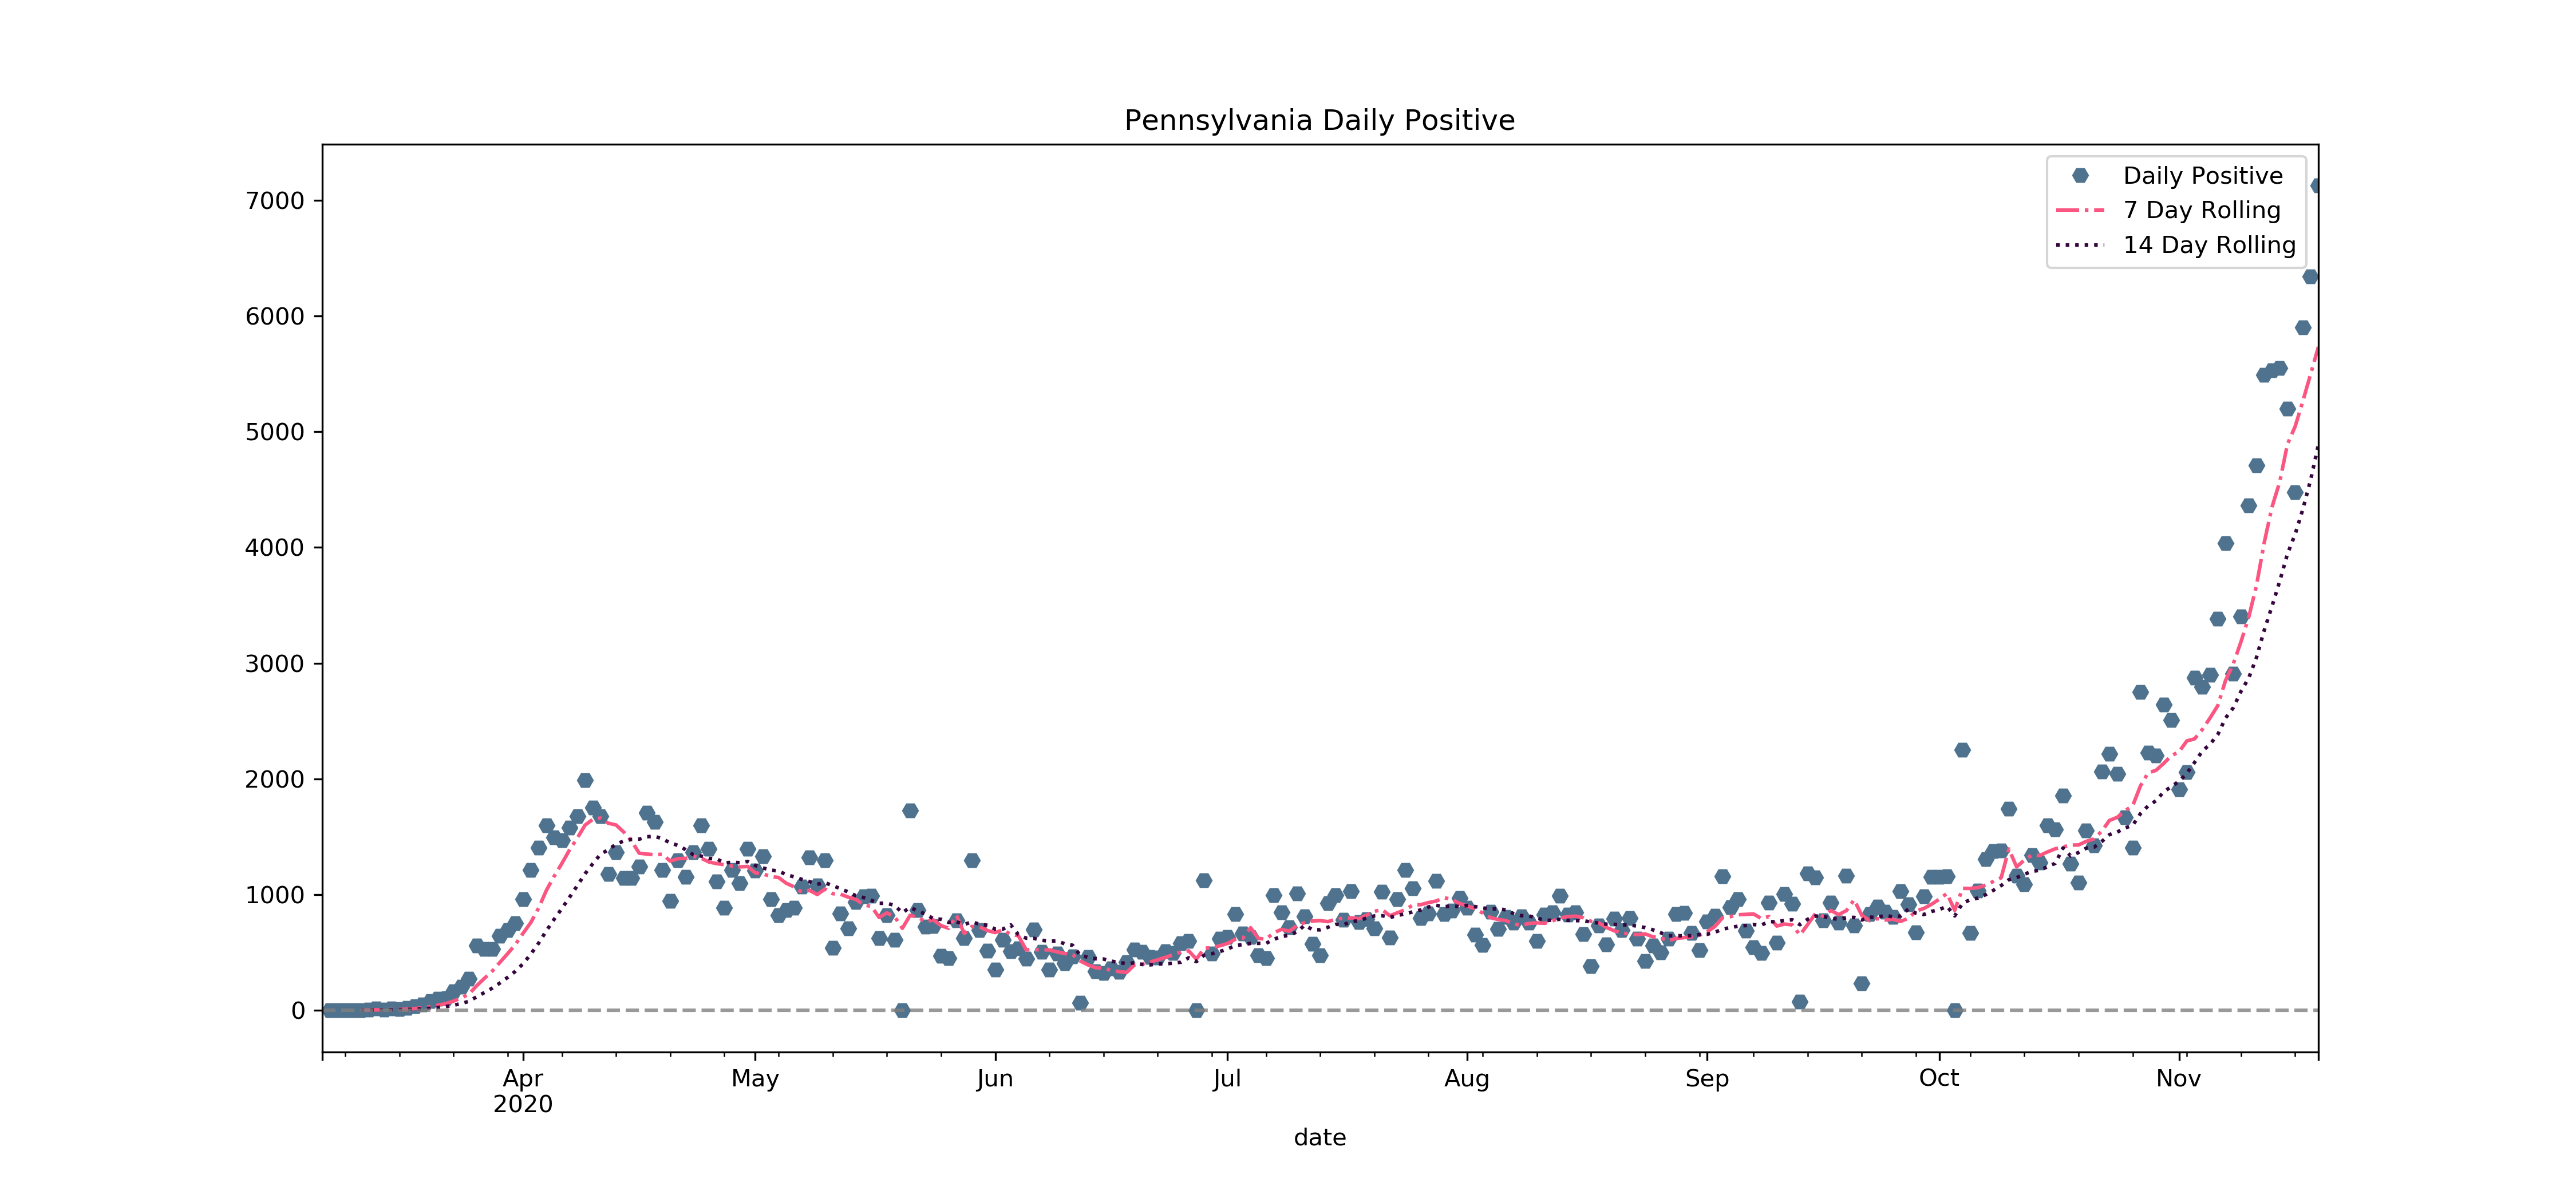 Pennsylvania Daily Positive
7000
6000
5000
4000
3000
2000
1000
0
Daily Positive
7 Day Rolling
14 Day Rolling
Apr
2020
May
Jun
Jul
Aug
Sep
Oct
Nov
date